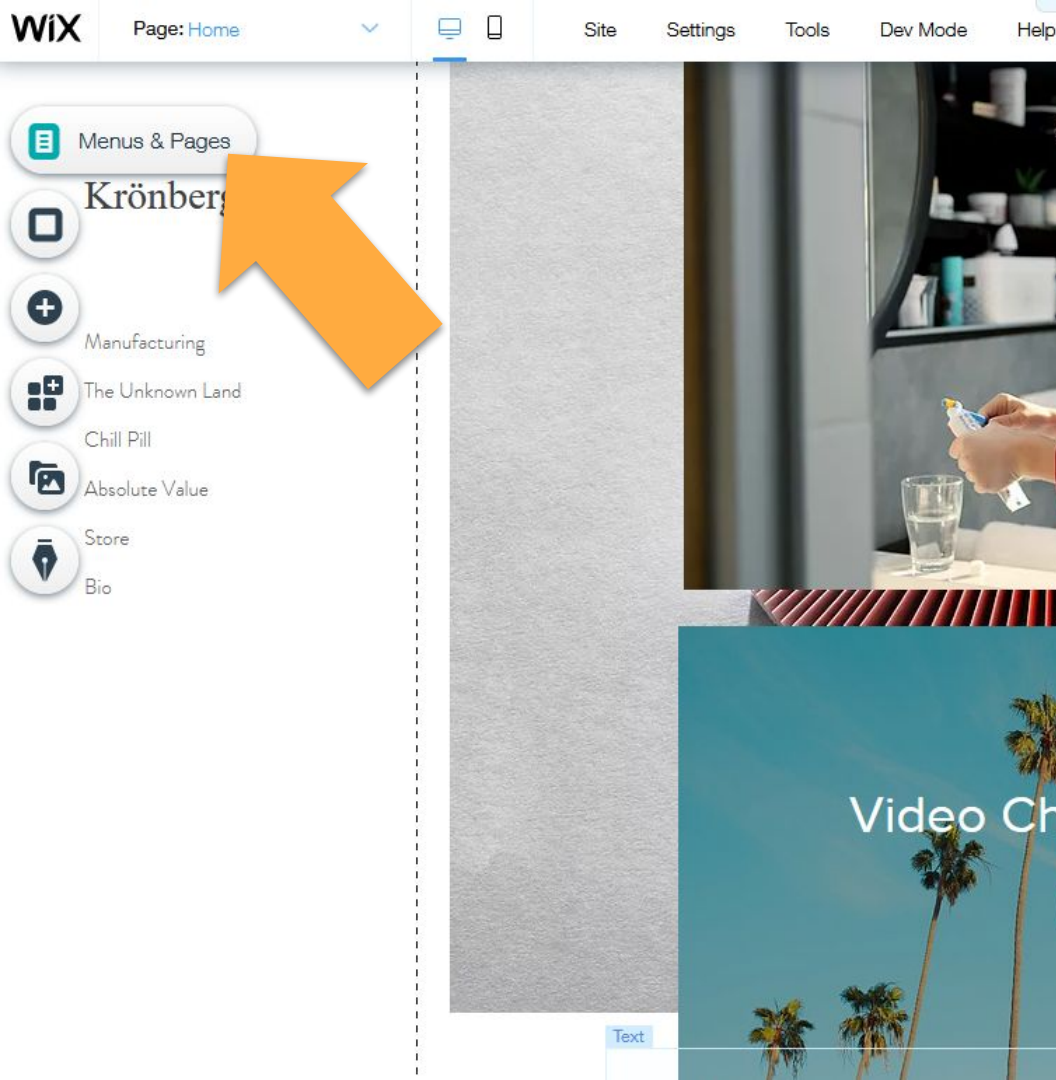 WiX
Page: Home
Site Settings Tools Dev Mode Help
Menus & Pages
Manufacturing
The Unknown Land
Chill Pill
Absolute Value
Store
Bio
Video
Text